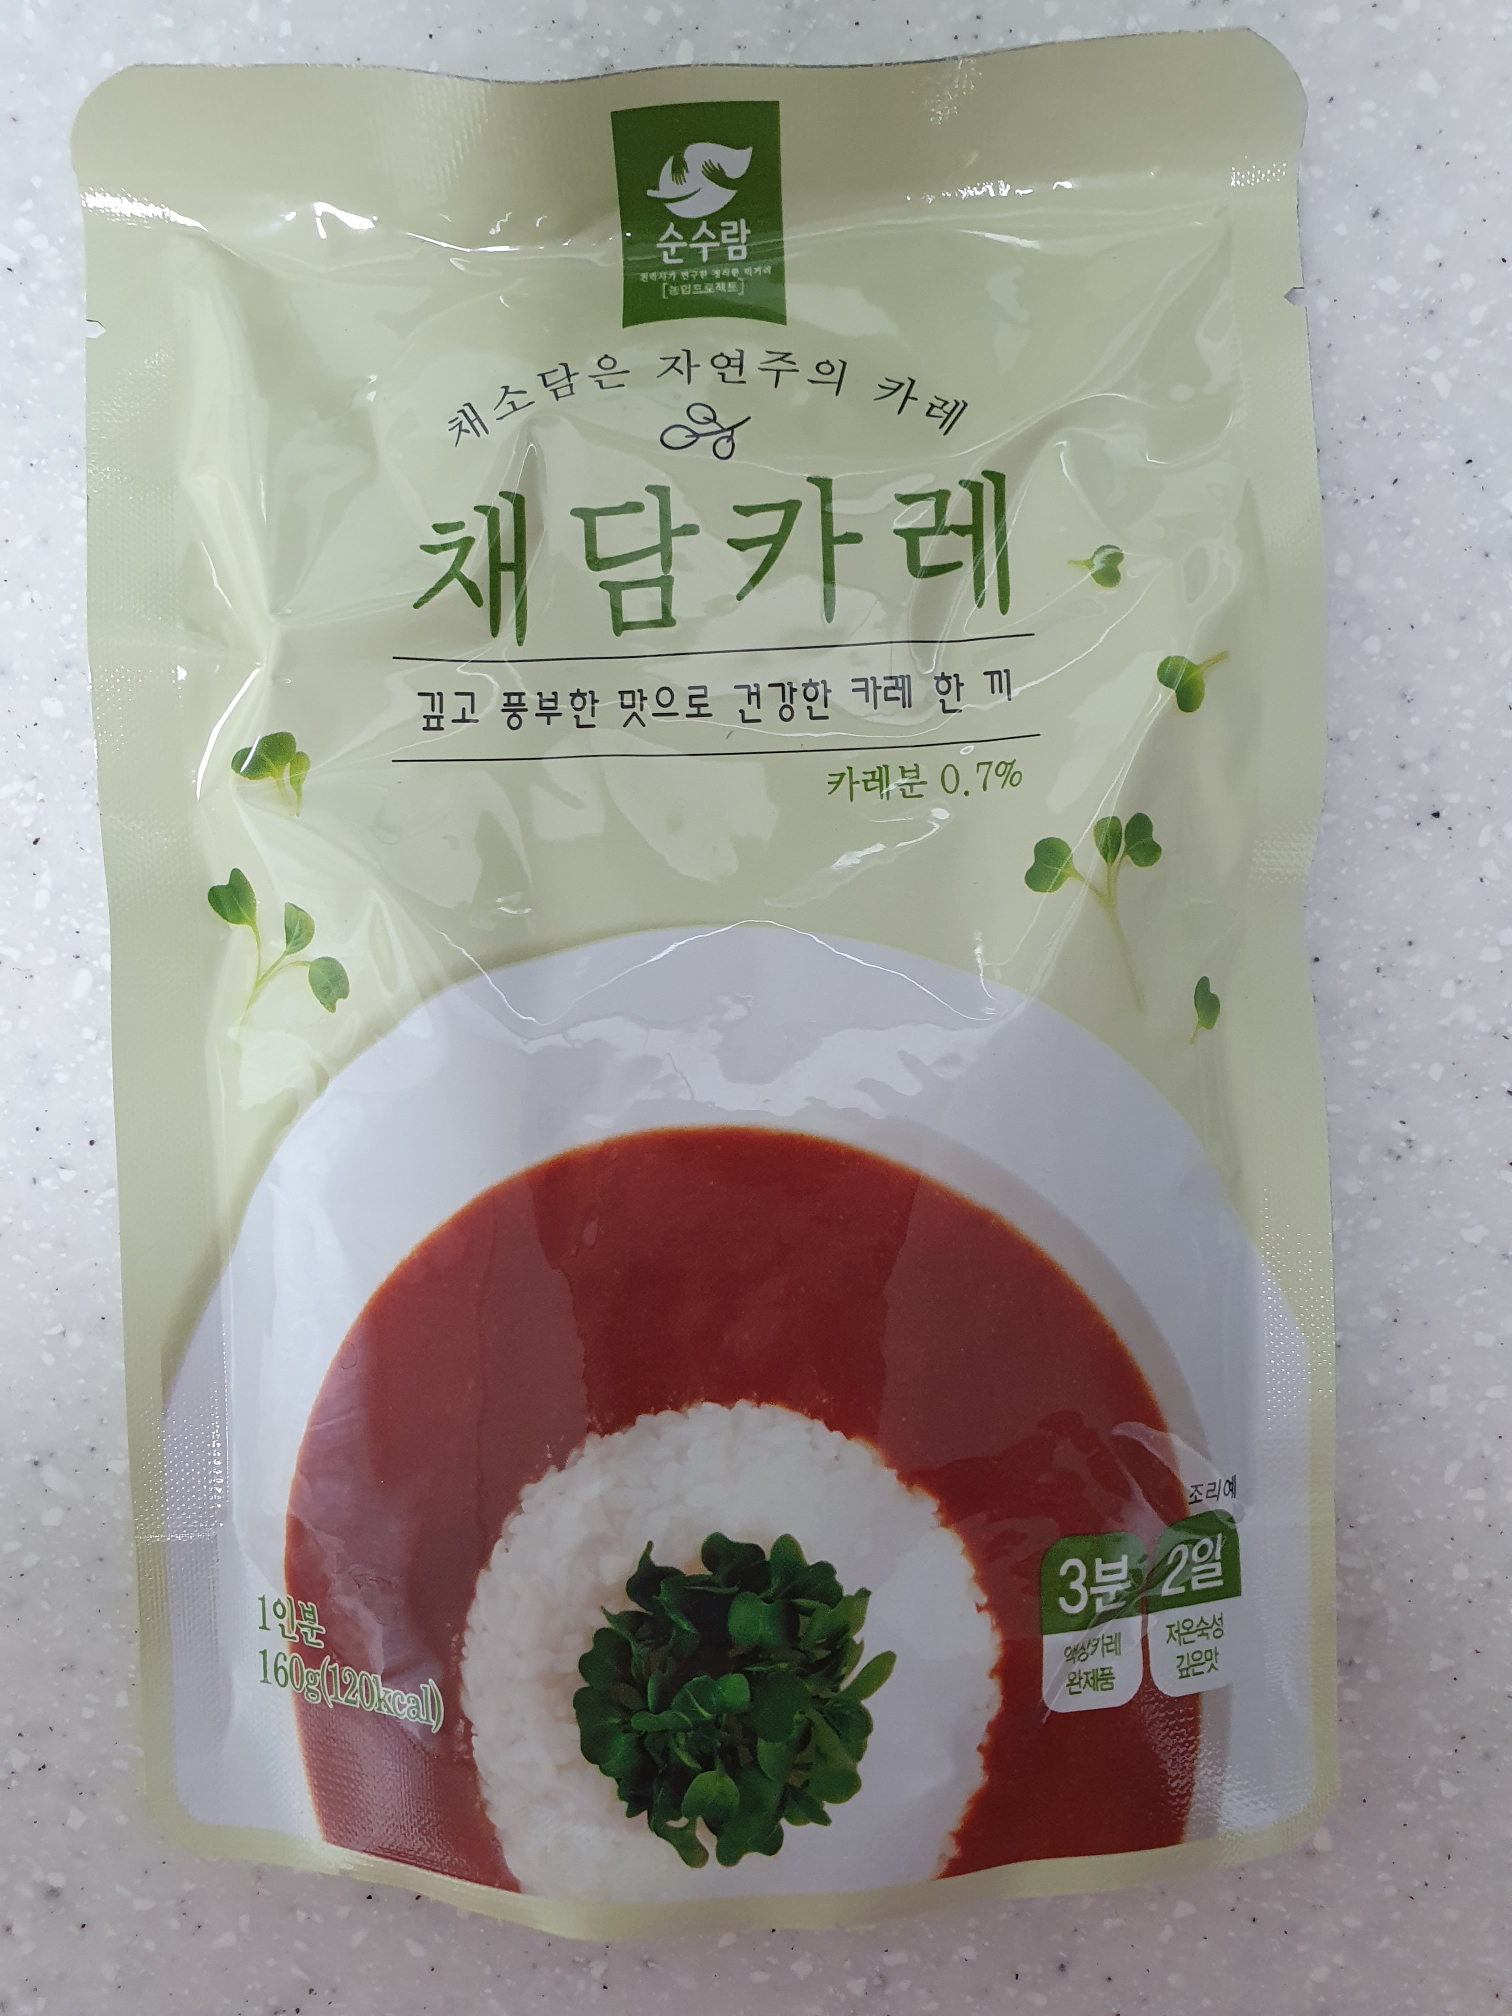 순수람
[농업프로젝트]
채소담은 자연주의 카레
채담카레
깊고 풍부한 맛으로 건강한 카레 한 끼
카레분 0.7%
조리예
3분
액상카레
완제품
2일
저온숙성
깊은맛
1인분
160g(120kcal)